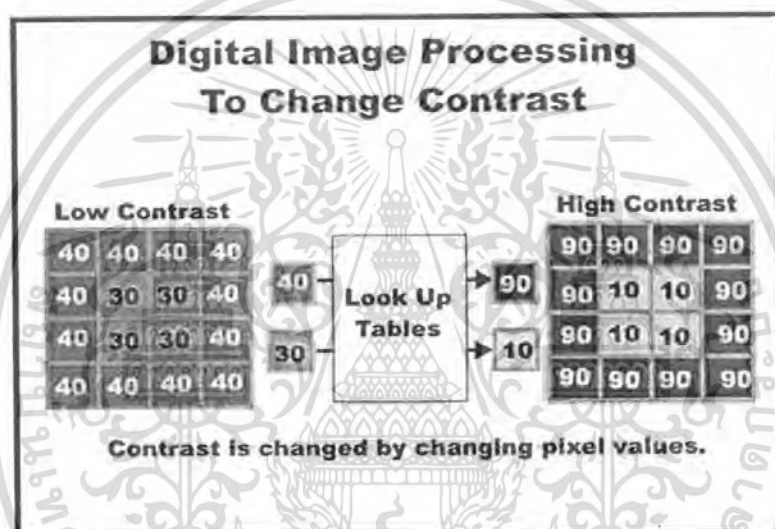 Digital Image Processing
To Change Contrast
Low Contrast
40 40 40 40
40 30 30 40
40 30 30 40
40 40 40 40
40
30
Look Up
Tables
90
10
High Contrast
90 90 90 90
90 10 10 90
90 10 10 90
90 90 90 90
Contrast is changed by changing pixel values.